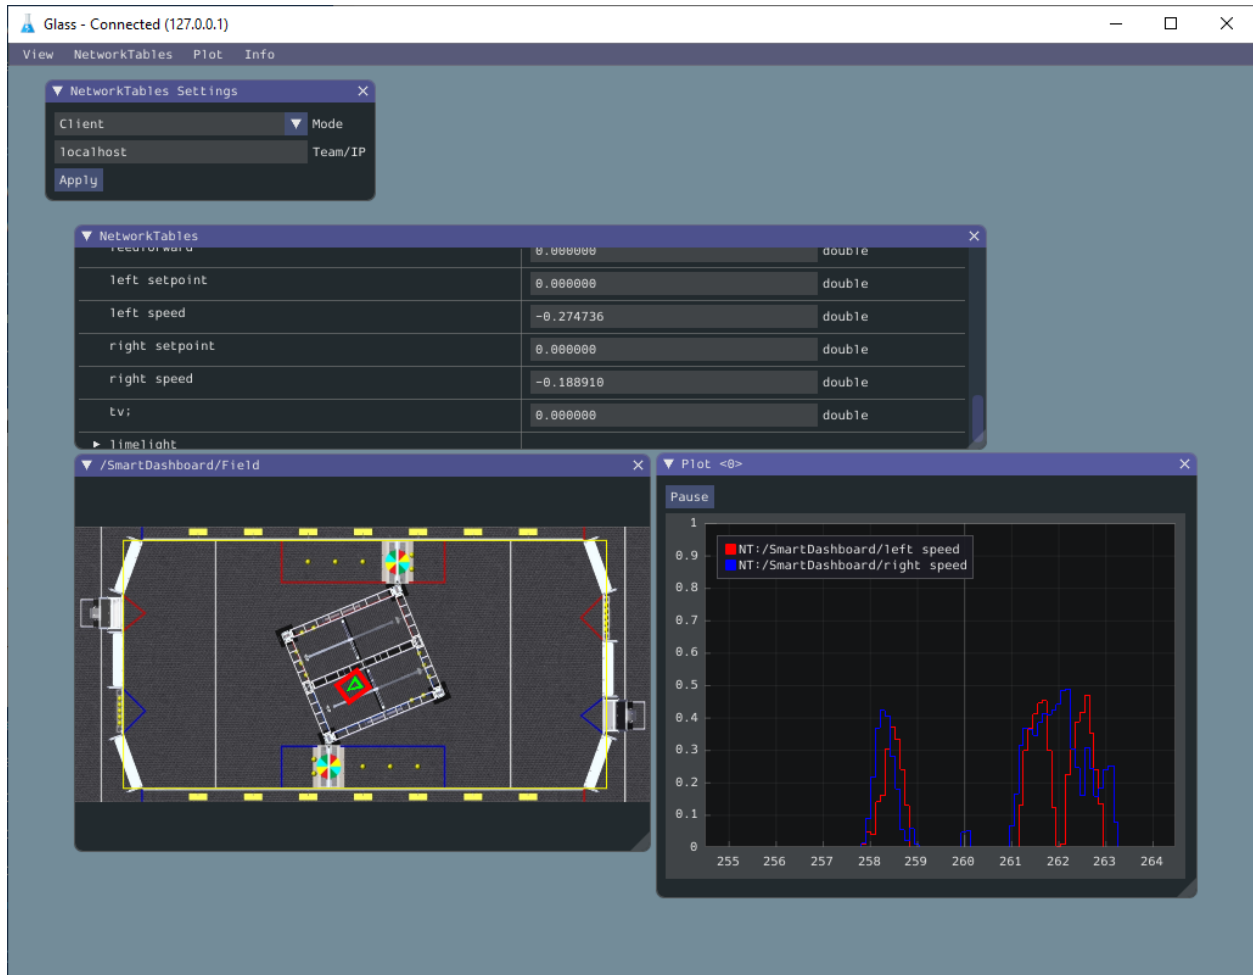 Glass - Connected (127.0.0.1)
View NetworkTables Plot Info
NetworkTables Settings
Client Mode
localhost Team/IP
Apply
NetworkTables
feedforward 0.000000 double
left setpoint 0.000000 double
left speed -0.274736 double
right setpoint 0.000000 double
right speed -0.188910 double
tv; 0.000000 double
limelight
/SmartDashboard/Field
Plot <0>
Pause
NT:/SmartDashboard/left speed
NT:/SmartDashboard/right speed
1
0.9
0.8
0.7
0.6
0.5
0.4
0.3
0.2
0.1
0
255 256 257 258 259 260 261 262 263 264